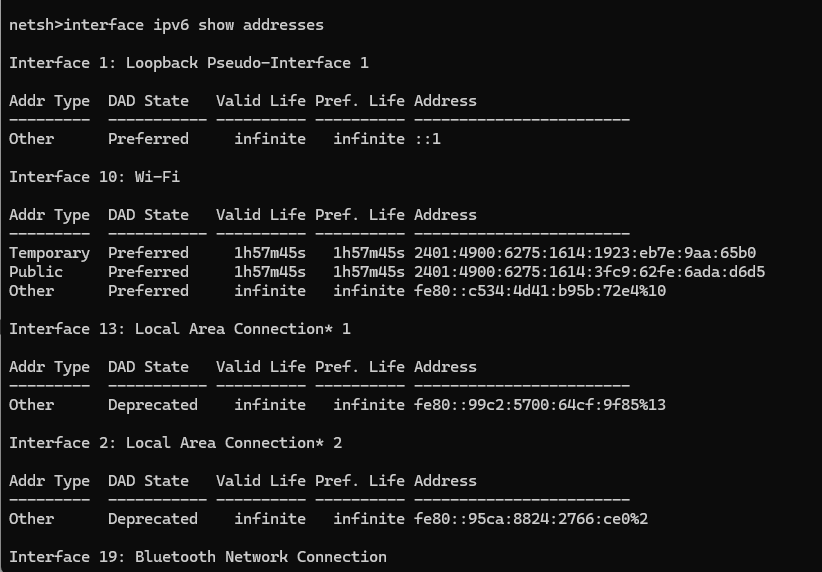 netsh>interface ipv6 show addresses
Interface 1: Loopback Pseudo-Interface 1
Addr Type  DAD State   Valid Life Pref. Life Address
---------  ----------- ---------- ---------- ------------------------
Other      Preferred     infinite   infinite ::1
Interface 10: Wi-Fi
Addr Type  DAD State   Valid Life Pref. Life Address
---------  ----------- ---------- ---------- ------------------------
Temporary  Preferred     1h57m45s   1h57m45s 2401:4900:6275:1614:1923:eb7e:9aa:65b0
Public     Preferred     1h57m45s   1h57m45s 2401:4900:6275:1614:3fc9:62fe:6ada:d6d5
Other      Preferred     infinite   infinite fe80::c534:4d41:b95b:72e4%10
Interface 13: Local Area Connection* 1
Addr Type  DAD State   Valid Life Pref. Life Address
---------  ----------- ---------- ---------- ------------------------
Other      Deprecated    infinite   infinite fe80::99c2:5700:64cf:9f85%13
Interface 2: Local Area Connection* 2
Addr Type  DAD State   Valid Life Pref. Life Address
---------  ----------- ---------- ---------- ------------------------
Other      Deprecated    infinite   infinite fe80::95ca:8824:2766:ce0%2
Interface 19: Bluetooth Network Connection